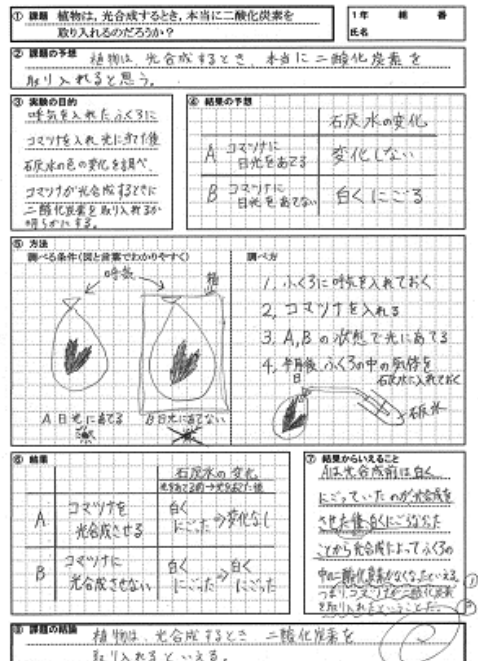 ① 課題 植物は，光合成するとき，本当に二酸化炭素を
取り入れるのだろうか？
1年 組 番
氏名
② 課題の予想 植物は、光合成するとき、本当に二酸化炭素を
取り入れると思う。
③ 実験の目的
呼気を入れたふくろに
コマツナを入れ光に当てた後
石灰水の色の変化を調べ、
コマツナが光合成するときに
二酸化炭素を取り入れるか
明らかにする。
④ 結果の予想
石灰水の変化
A コマツナに
日光をあてる
変化しない
B コマツナに
日光をあてない
白くにごる
⑤ 方法
調べる条件(図と言葉でわかりやすく)
呼気
箱
A 日光にあてる
B 日光にあてない
調べ方
1, ふくろに呼気を入れておく
2, コマツナを入れる
3, A,Bの状態で光にあてる
4, 半日後、ふくろの中の気体を
石灰水に入れておく
石灰水
⑥ 結果
石灰水の変化
光をあてる前→光をあてた後
A コマツナを
光合成させる
白く
にごった⇒変化なし
B コマツナに
光合成させない
白く
にごった⇒白く
にごった
⑦ 結果からいえること
Aは光合成前は白く
にごっていたのが光合成を
させた後白くにごらなかった
ことから光合成によってふくろの
中の二酸化炭素がなくなったといえる。
つまりコマツナが二酸化炭素
を取り入れたということだ。
⑧ 課題の結論 植物は、光合成するとき 二酸化炭素を
取り入れるといえる。